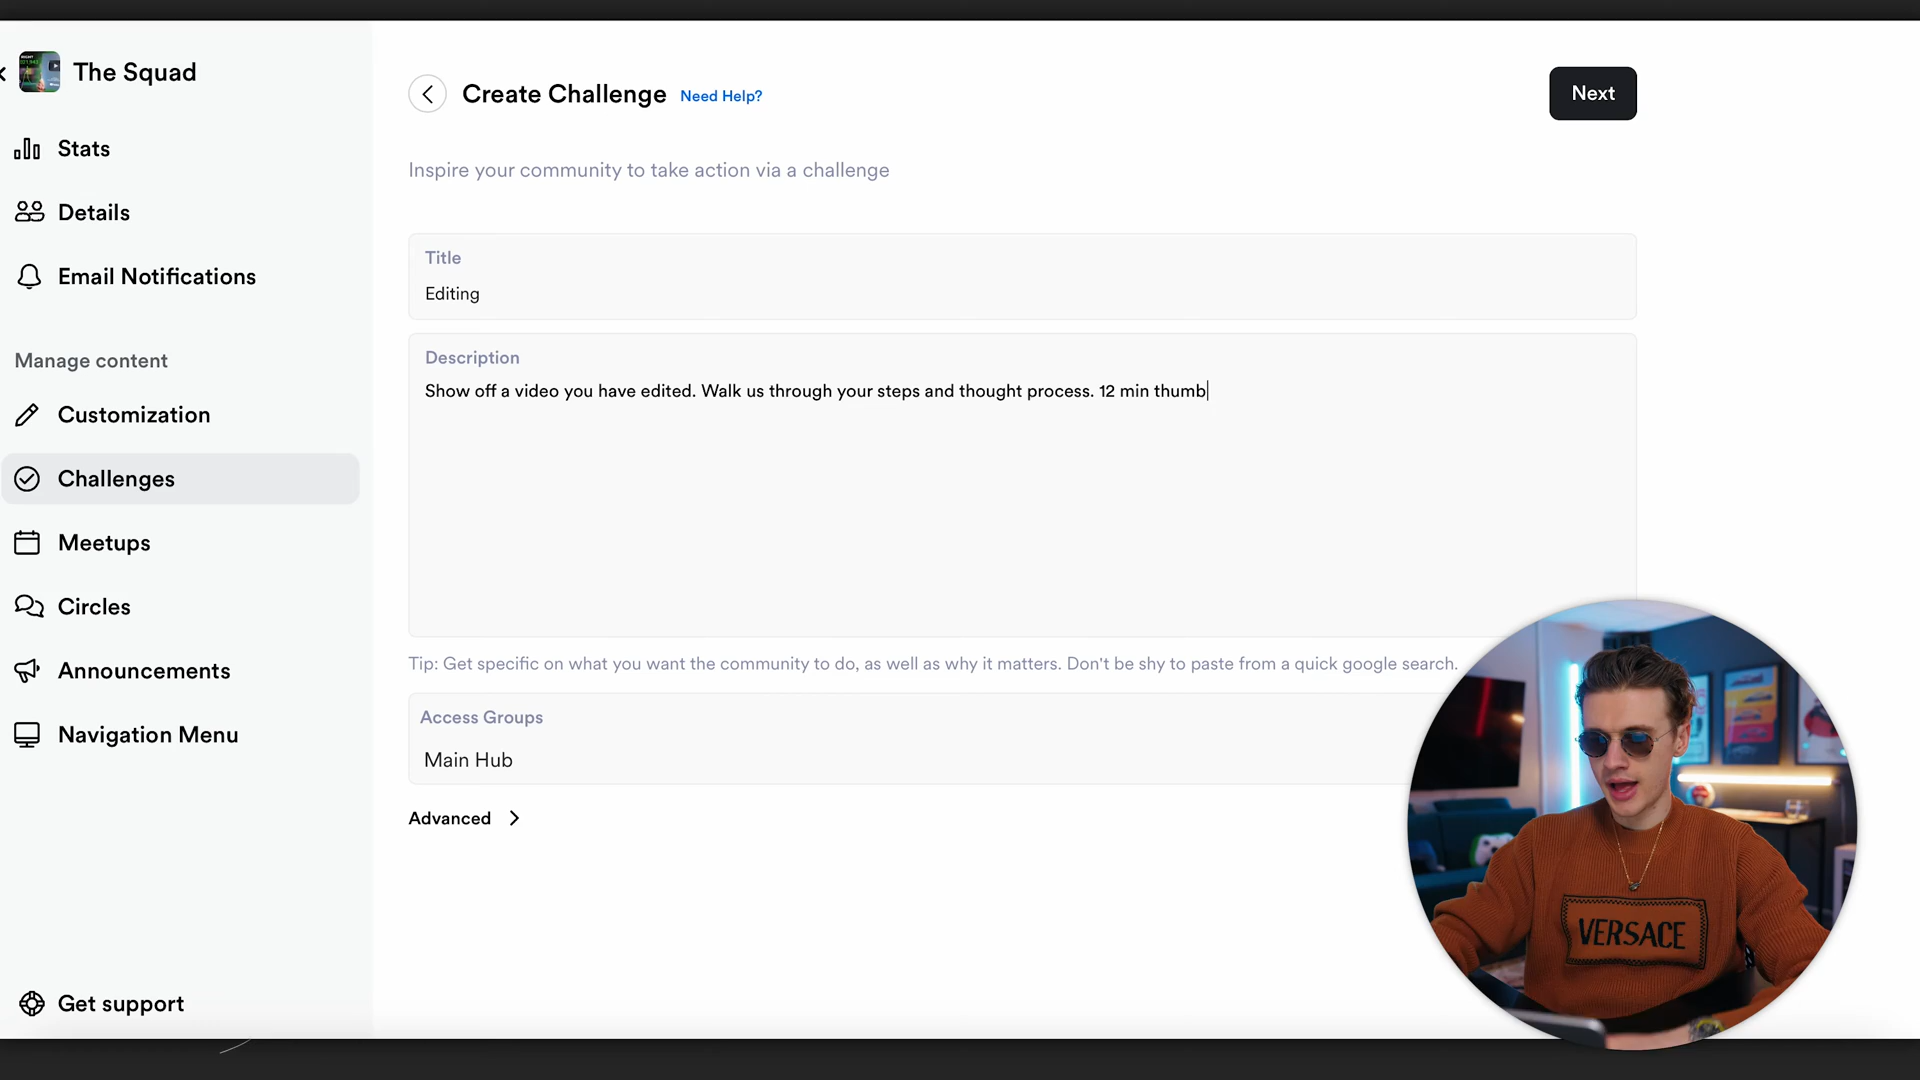 The Squad
Stats
Details
Email Notifications
Manage content
Customization
Challenges
Meetups
Circles
Announcements
Navigation Menu
Get support
Create Challenge Need Help?
Next
Inspire your community to take action via a challenge
Title
Editing
Description
Show off a video you have edited. Walk us through your steps and thought process. 12 min thumb
Tip: Get specific on what you want the community to do, as well as why it matters. Don't be shy to paste from a quick google search.
Access Groups
Main Hub
Advanced
VERSACE